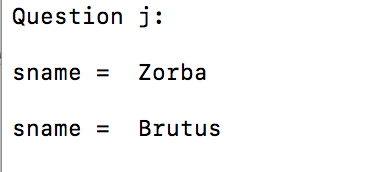 Question j:
sname =  Zorba
sname =  Brutus